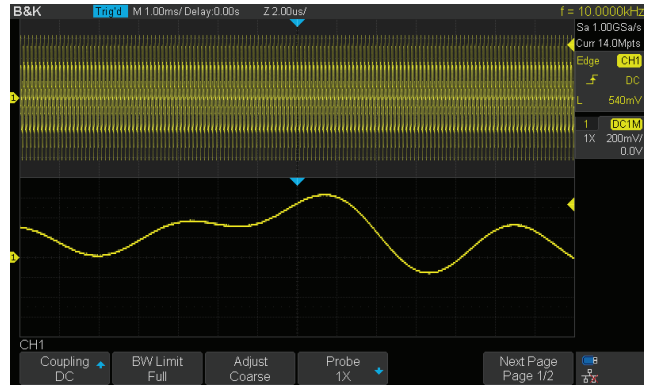 B&K Trig'd M 1.00ms/ Delay:0.00s Z 2.00us/ f = 10.0000kHz
Sa 1.00GSa/s
Curr 14.0Mpts
Edge CH1
DC
L 540mV
1 DC1M
1X 200mV/
0.0V
1
1
CH1
Coupling BW Limit Adjust Probe Next Page
DC Full Coarse 1X Page 1/2